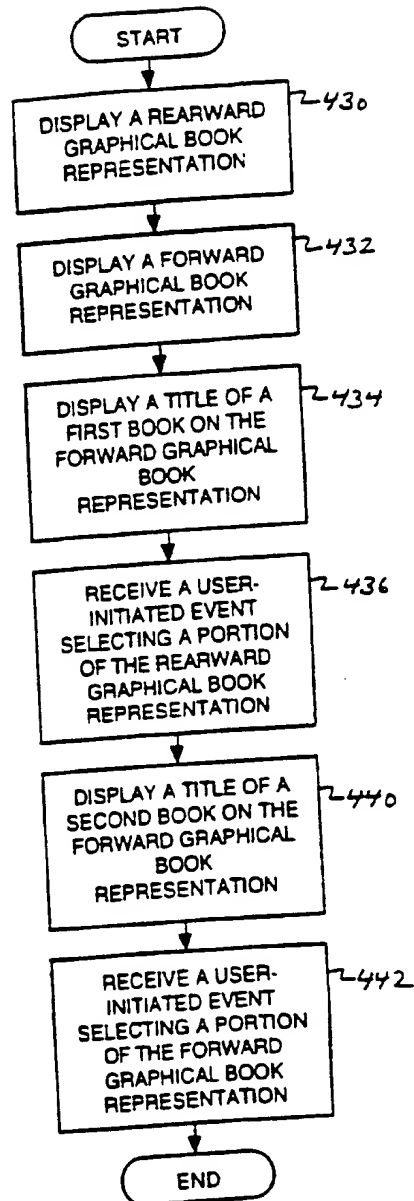 START
DISPLAY A REARWARD
GRAPHICAL BOOK
REPRESENTATION
430
DISPLAY A FORWARD
GRAPHICAL BOOK
REPRESENTATION
432
DISPLAY A TITLE OF A
FIRST BOOK ON THE
FORWARD GRAPHICAL
BOOK
REPRESENTATION
434
RECEIVE A USER-
INITIATED EVENT
SELECTING A PORTION
OF THE REARWARD
GRAPHICAL BOOK
REPRESENTATION
436
DISPLAY A TITLE OF A
SECOND BOOK ON THE
FORWARD GRAPHICAL
BOOK
REPRESENTATION
440
RECEIVE A USER-
INITIATED EVENT
SELECTING A PORTION
OF THE FORWARD
GRAPHICAL BOOK
REPRESENTATION
442
END